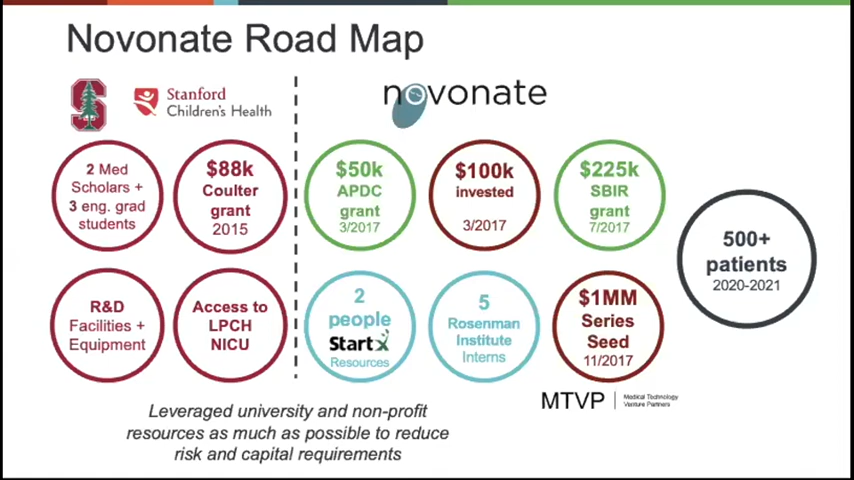 Novonate Road Map
Stanford
Children's Health
novonate
2 Med
Scholars +
3 eng. grad
students
$88k
Coulter
grant
2015
$50k
APDC
grant
3/2017
$100k
invested
3/2017
$225k
SBIR
grant
7/2017
500+
patients
2020-2021
R&D
Facilities +
Equipment
Access to
LPCH
NICU
2
people
StartX
Resources
5
Rosenman
Institute
Interns
$1MM
Series
Seed
11/2017
MTVP
Medical Technology
Venture Partners
Leveraged university and non-profit
resources as much as possible to reduce
risk and capital requirements